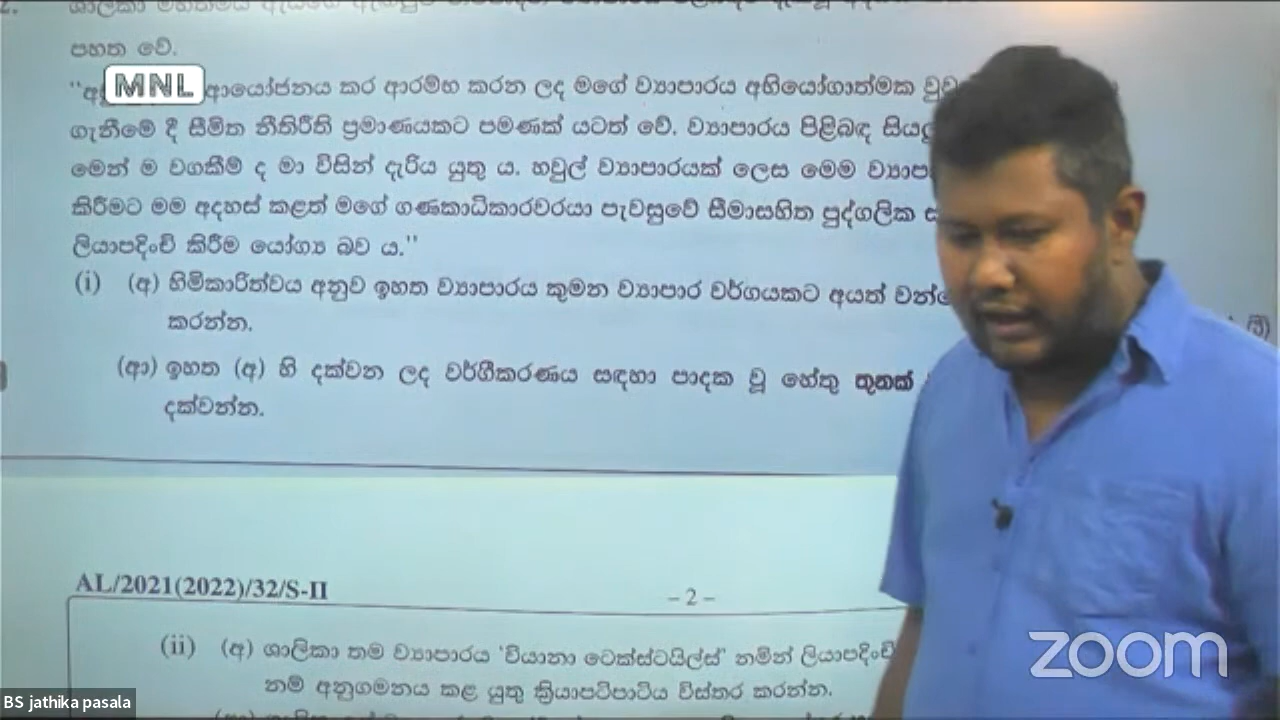 ශාලිකා මහත්මිය
පහත වේ.
MNL
ආයෝජනය කර ආරම්භ කරන ලද මගේ ව්‍යාපාරය අභියෝගාත්මක
ගැනීමේ දී සීමිත නීතිරීති ප්‍රමාණයකට පමණක් යටත් වේ. ව්‍යාපාරය පිළිබඳ
මෙන් ම වගකීම් ද මා විසින් දැරිය යුතු ය. හවුල් ව්‍යාපාරයක් ලෙස මෙම
කිරීමට මම අදහස් කළත් මගේ ගණකාධිකාරවරයා පැවසුවේ සීමාසහිත පුද්ගලික
ලියාපදිංචි කිරීම යෝග්‍ය බව ය."
(i) (අ) හිමිකාරිත්වය අනුව ඉහත ව්‍යාපාරය කුමන ව්‍යාපාර වර්ගයකට අයත්
කරන්න.
(ආ) ඉහත (අ) හි දක්වන ලද වර්ගීකරණය සඳහා පාදක වූ හේතු තුනක්
දක්වන්න.
AL/2021(2022)/32/S-II
– 2 –
(ii) (අ) ශාලිකා තම ව්‍යාපාරය 'වියානා ටෙක්ස්ටයිල්ස්' නමින් ලියාපදිංචි
නම් අනුගමනය කළ යුතු ක්‍රියාපටිපාටිය විස්තර කරන්න.
zoom
BS jathika pasala